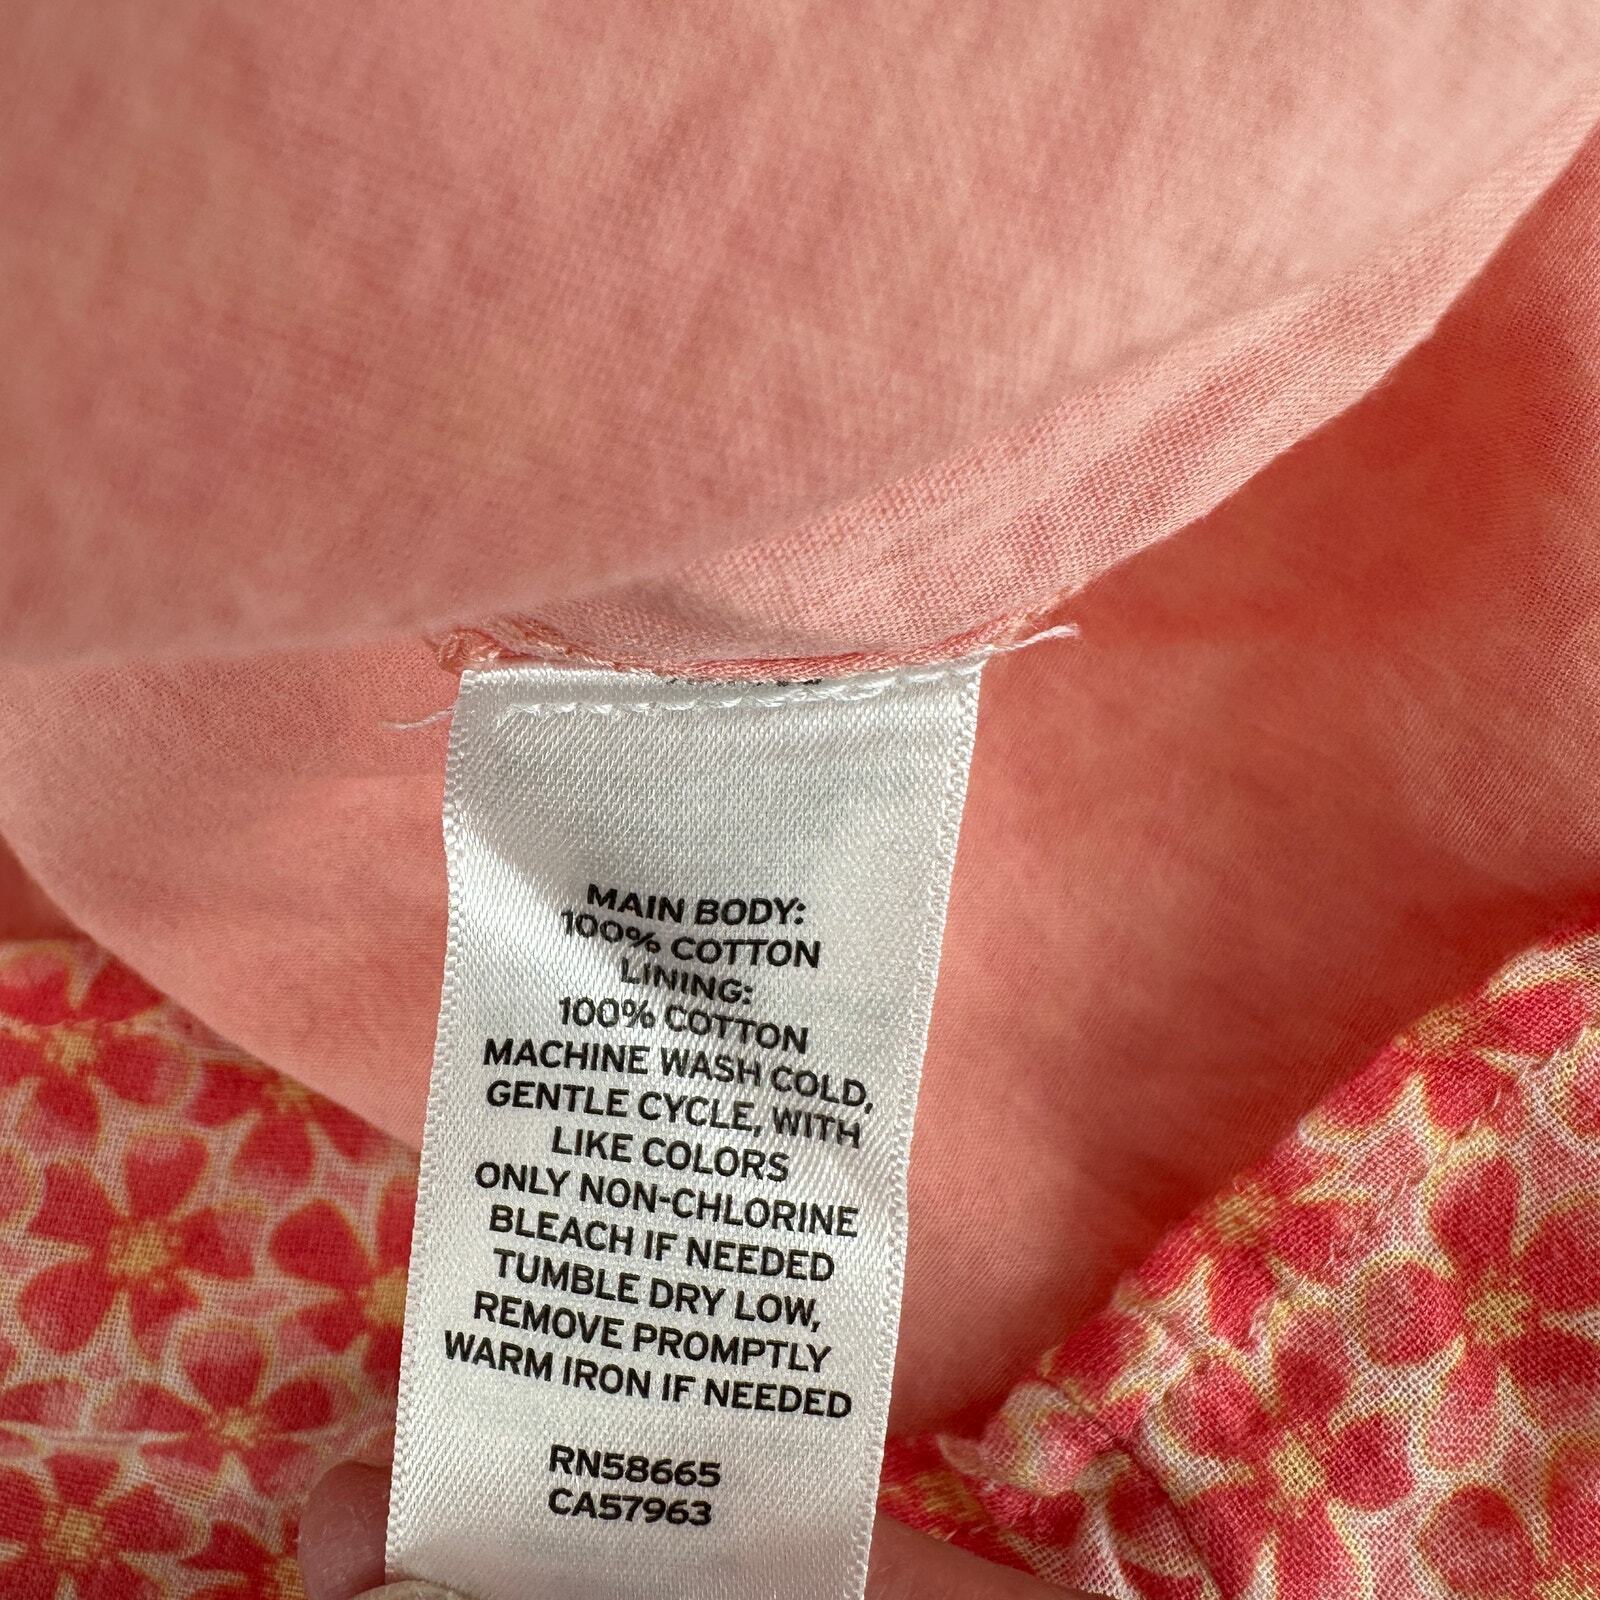 MAIN BODY:
100% COTTON
LINING:
100% COTTON
MACHINE WASH COLD,
GENTLE CYCLE, WITH
LIKE COLORS
ONLY NON-CHLORINE
BLEACH IF NEEDED
TUMBLE DRY LOW,
REMOVE PROMPTLY
WARM IRON IF NEEDED
RN58665
CA57963